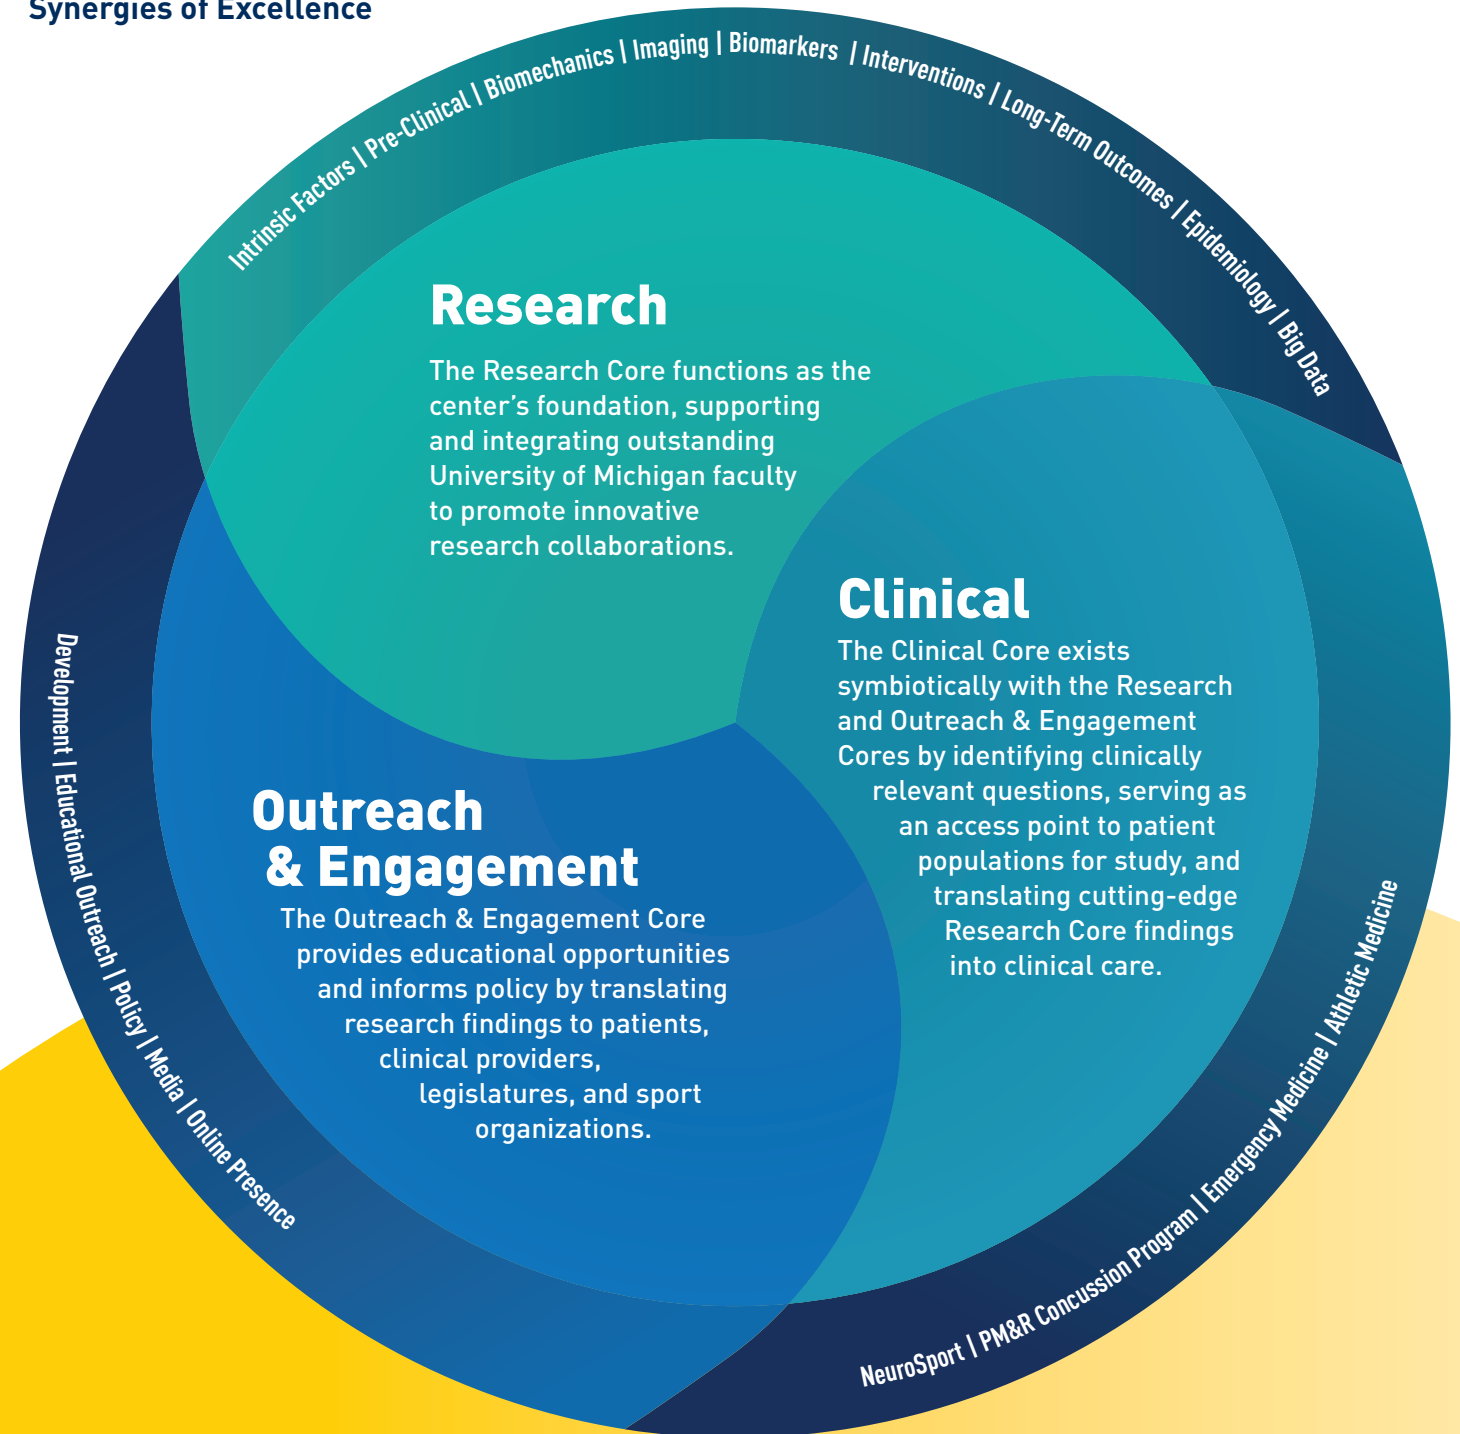 Synergies of Excellence
Intrinsic Factors | Pre-Clinical | Biomechanics | Imaging | Biomarkers | Interventions | Long-Term Outcomes | Epidemiology | Big Data
Research
The Research Core functions as the
center's foundation, supporting
and integrating outstanding
University of Michigan faculty
to promote innovative
research collaborations.
Clinical
The Clinical Core exists
symbiotically with the Research
and Outreach & Engagement
Cores by identifying clinically
relevant questions, serving as
an access point to patient
populations for study, and
translating cutting-edge
Research Core findings
into clinical care.
NeuroSport | PM&R Concussion Program | Emergency Medicine | Athletic Medicine
Outreach
& Engagement
The Outreach & Engagement Core
provides educational opportunities
and informs policy by translating
research findings to patients,
clinical providers,
legislatures, and sport
organizations.
Development | Educational Outreach | Policy | Media | Online Presence